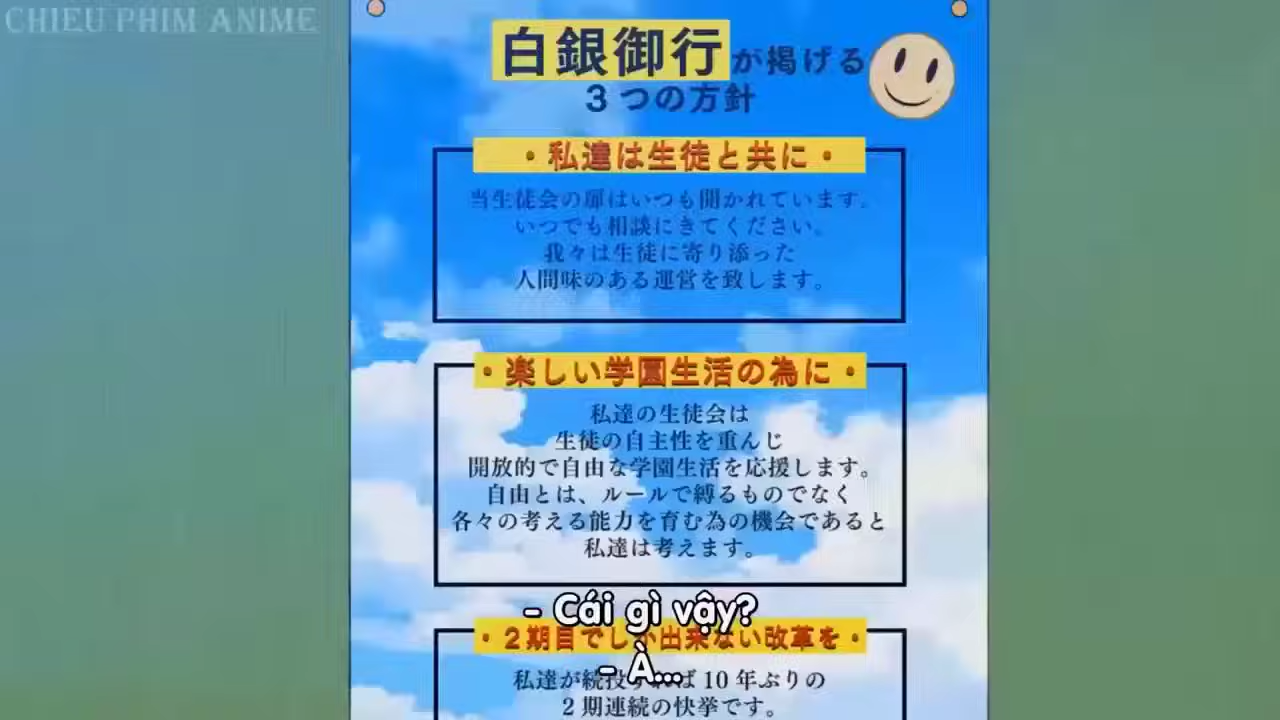 CHIEU PHIM ANIME
白銀御行が掲げる
3つの方針
・私達は生徒と共に・
当生徒会の扉はいつも開かれています。
いつでも相談にきてください。
我々は生徒に寄り添った
人間味のある運営を致します。
・楽しい学園生活の為に・
私達の生徒会は
生徒の自主性を重んじ
開放的で自由な学園生活を応援します。
自由とは、ルールで縛るものでなく
各々の考える能力を育む為の機会であると
私達は考えます。
- Cái gì vậy?
・2期目でしか出来ない改革を・
- À...
私達が続投すれば10年ぶりの
2期連続の快挙です。